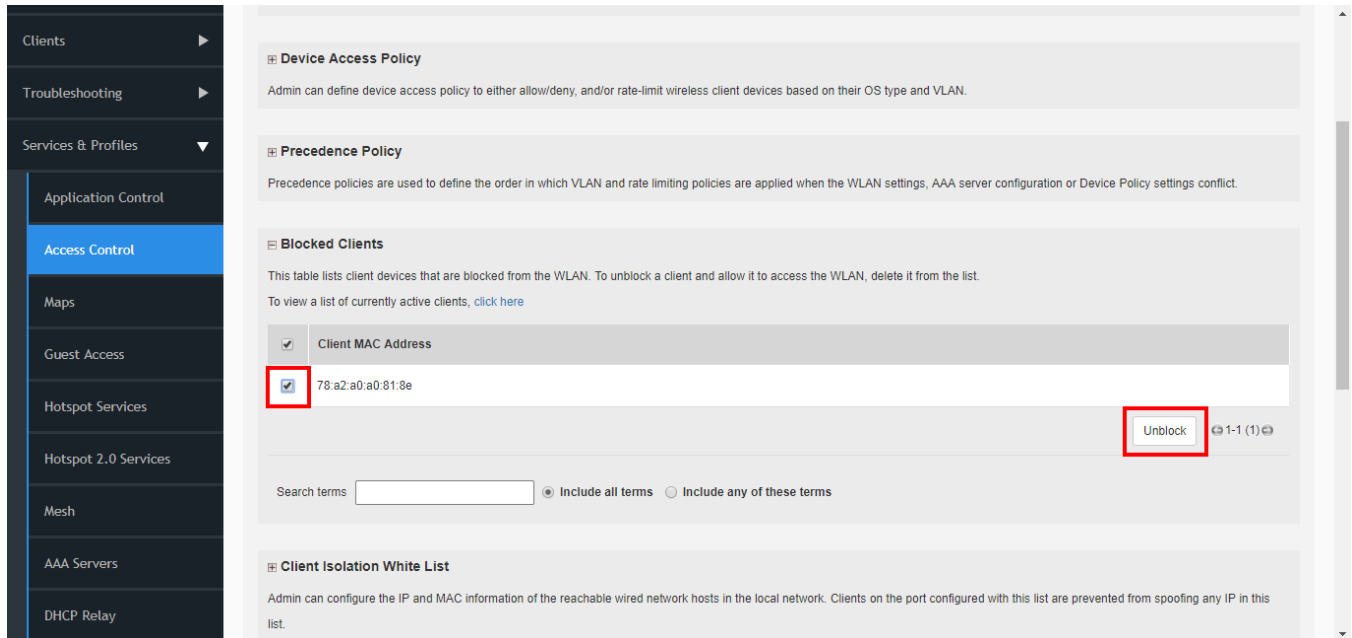 Clients
Troubleshooting
Services & Profiles
Application Control
Access Control
Maps
Guest Access
Hotspot Services
Hotspot 2.0 Services
Mesh
AAA Servers
DHCP Relay
Device Access Policy
Admin can define device access policy to either allow/deny, and/or rate-limit wireless client devices based on their OS type and VLAN.
Precedence Policy
Precedence policies are used to define the order in which VLAN and rate limiting policies are applied when the WLAN settings, AAA server configuration or Device Policy settings conflict.
Blocked Clients
This table lists client devices that are blocked from the WLAN. To unblock a client and allow it to access the WLAN, delete it from the list.
To view a list of currently active clients, click here
Client MAC Address
78:a2:a0:a0:81:8e
Unblock 1-1 (1)
Search terms Include all terms Include any of these terms
Client Isolation White List
Admin can configure the IP and MAC information of the reachable wired network hosts in the local network. Clients on the port configured with this list are prevented from spoofing any IP in this
list.